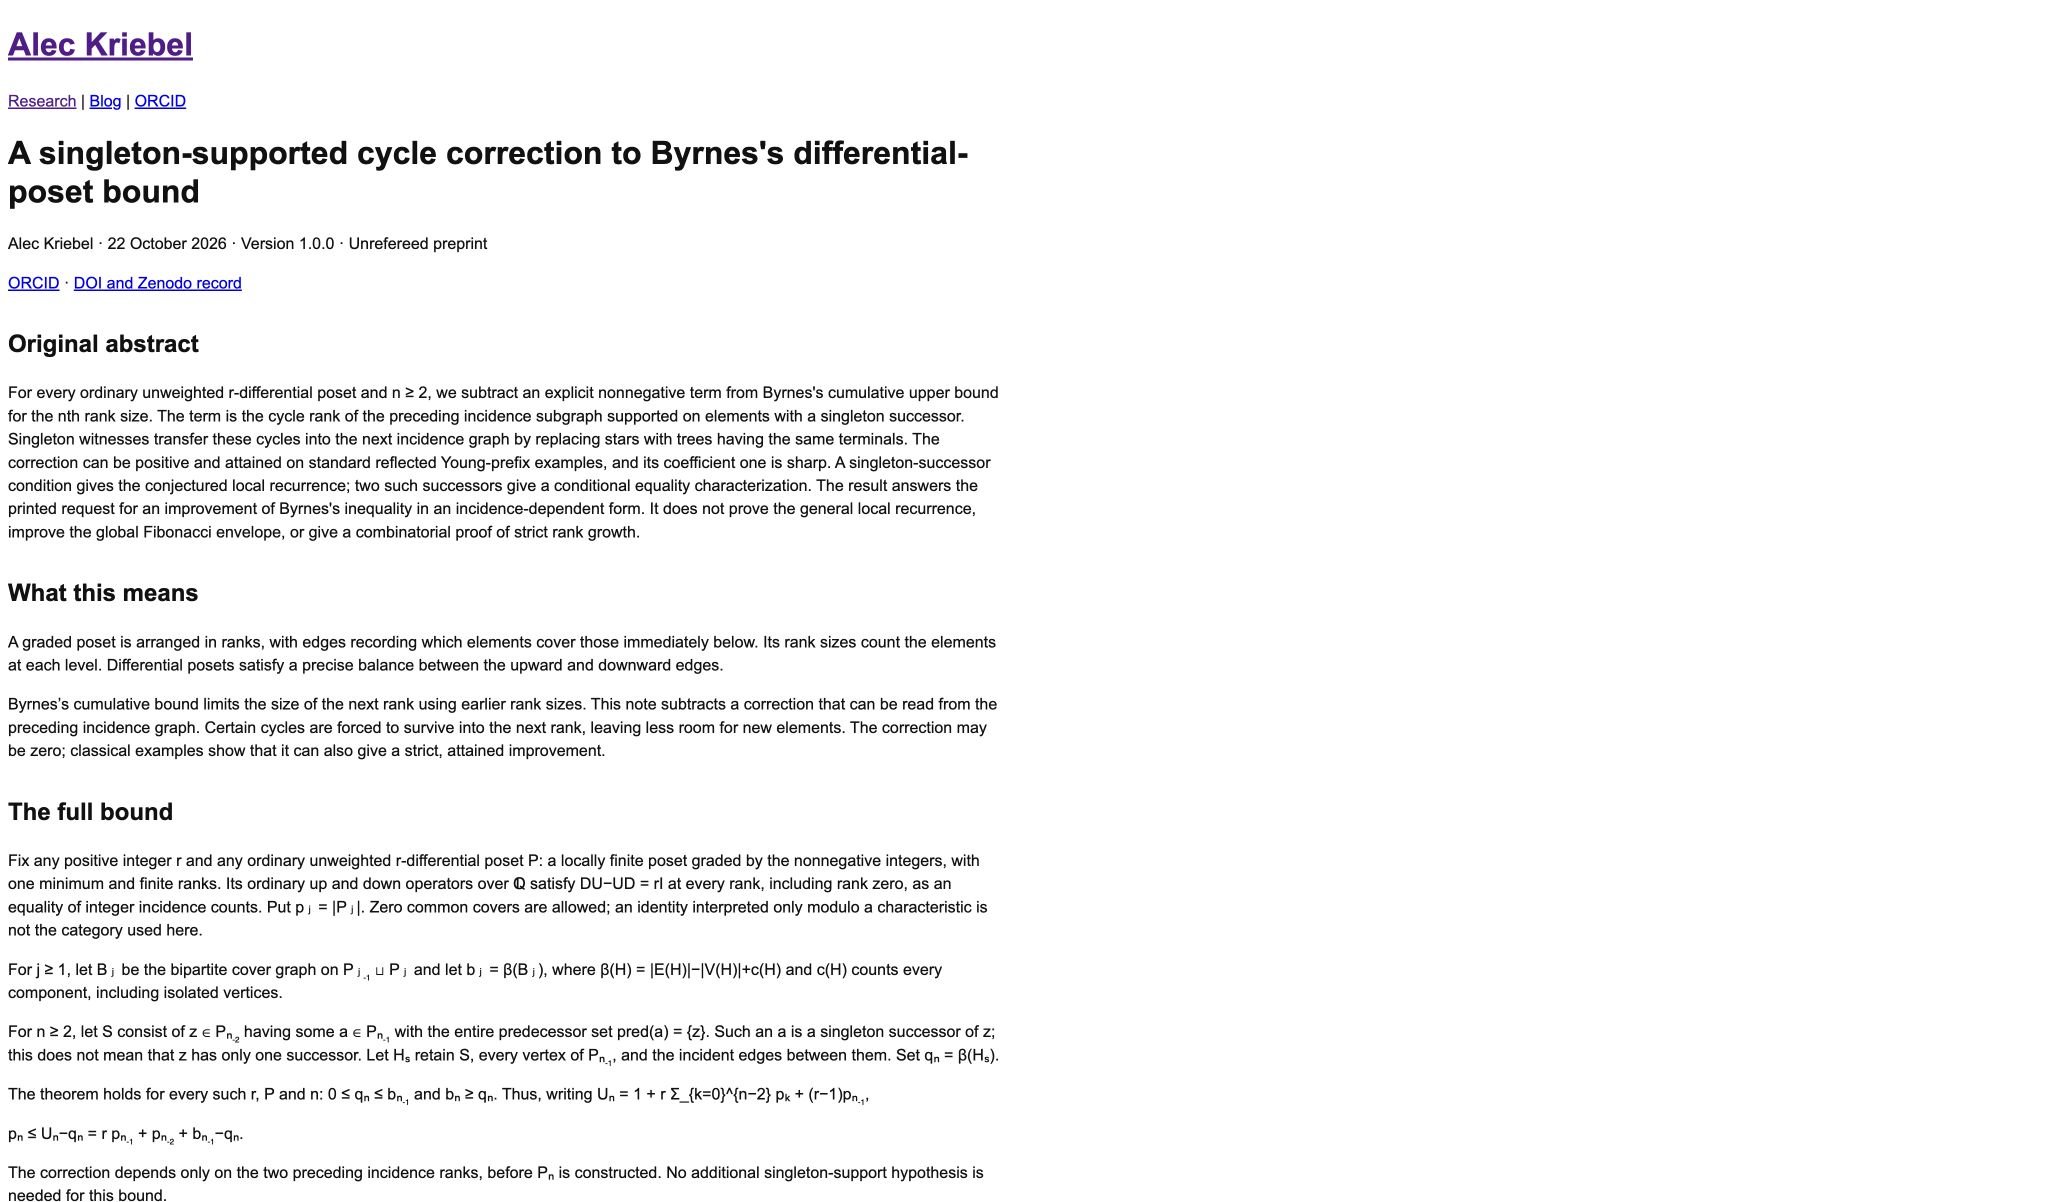 Alec Kriebel
Research | Blog | ORCID
A singleton-supported cycle correction to Byrnes's differential-
poset bound
Alec Kriebel · 22 October 2026 · Version 1.0.0 · Unrefereed preprint
ORCID · DOI and Zenodo record
Original abstract
For every ordinary unweighted r-differential poset and n ≥ 2, we subtract an explicit nonnegative term from Byrnes's cumulative upper bound
for the nth rank size. The term is the cycle rank of the preceding incidence subgraph supported on elements with a singleton successor.
Singleton witnesses transfer these cycles into the next incidence graph by replacing stars with trees having the same terminals. The
correction can be positive and attained on standard reflected Young-prefix examples, and its coefficient one is sharp. A singleton-successor
condition gives the conjectured local recurrence; two such successors give a conditional equality characterization. The result answers the
printed request for an improvement of Byrnes's inequality in an incidence-dependent form. It does not prove the general local recurrence,
improve the global Fibonacci envelope, or give a combinatorial proof of strict rank growth.
What this means
A graded poset is arranged in ranks, with edges recording which elements cover those immediately below. Its rank sizes count the elements
at each level. Differential posets satisfy a precise balance between the upward and downward edges.
Byrnes’s cumulative bound limits the size of the next rank using earlier rank sizes. This note subtracts a correction that can be read from the
preceding incidence graph. Certain cycles are forced to survive into the next rank, leaving less room for new elements. The correction may
be zero; classical examples show that it can also give a strict, attained improvement.
The full bound
Fix any positive integer r and any ordinary unweighted r-differential poset P: a locally finite poset graded by the nonnegative integers, with
one minimum and finite ranks. Its ordinary up and down operators over ℚ satisfy DU−UD = rI at every rank, including rank zero, as an
equality of integer incidence counts. Put pⱼ = |Pⱼ|. Zero common covers are allowed; an identity interpreted only modulo a characteristic is
not the category used here.
For j ≥ 1, let Bⱼ be the bipartite cover graph on Pⱼ₋₁ ⊔ Pⱼ and let bⱼ = β(Bⱼ), where β(H) = |E(H)|−|V(H)|+c(H) and c(H) counts every
component, including isolated vertices.
For n ≥ 2, let S consist of z ∈ Pₙ₋₂ having some a ∈ Pₙ₋₁ with the entire predecessor set pred(a) = {z}. Such an a is a singleton successor of z;
this does not mean that z has only one successor. Let Hₛ retain S, every vertex of Pₙ₋₁, and the incident edges between them. Set qₙ = β(Hₛ).
The theorem holds for every such r, P and n: 0 ≤ qₙ ≤ bₙ₋₁ and bₙ ≥ qₙ. Thus, writing Uₙ = 1 + r Σ_{k=0}^{n−2} pₖ + (r−1)pₙ₋₁,
pₙ ≤ Uₙ−qₙ = r pₙ₋₁ + pₙ₋₂ + bₙ₋₁−qₙ.
The correction depends only on the two preceding incidence ranks, before Pₙ is constructed. No additional singleton-support hypothesis is
needed for this bound.